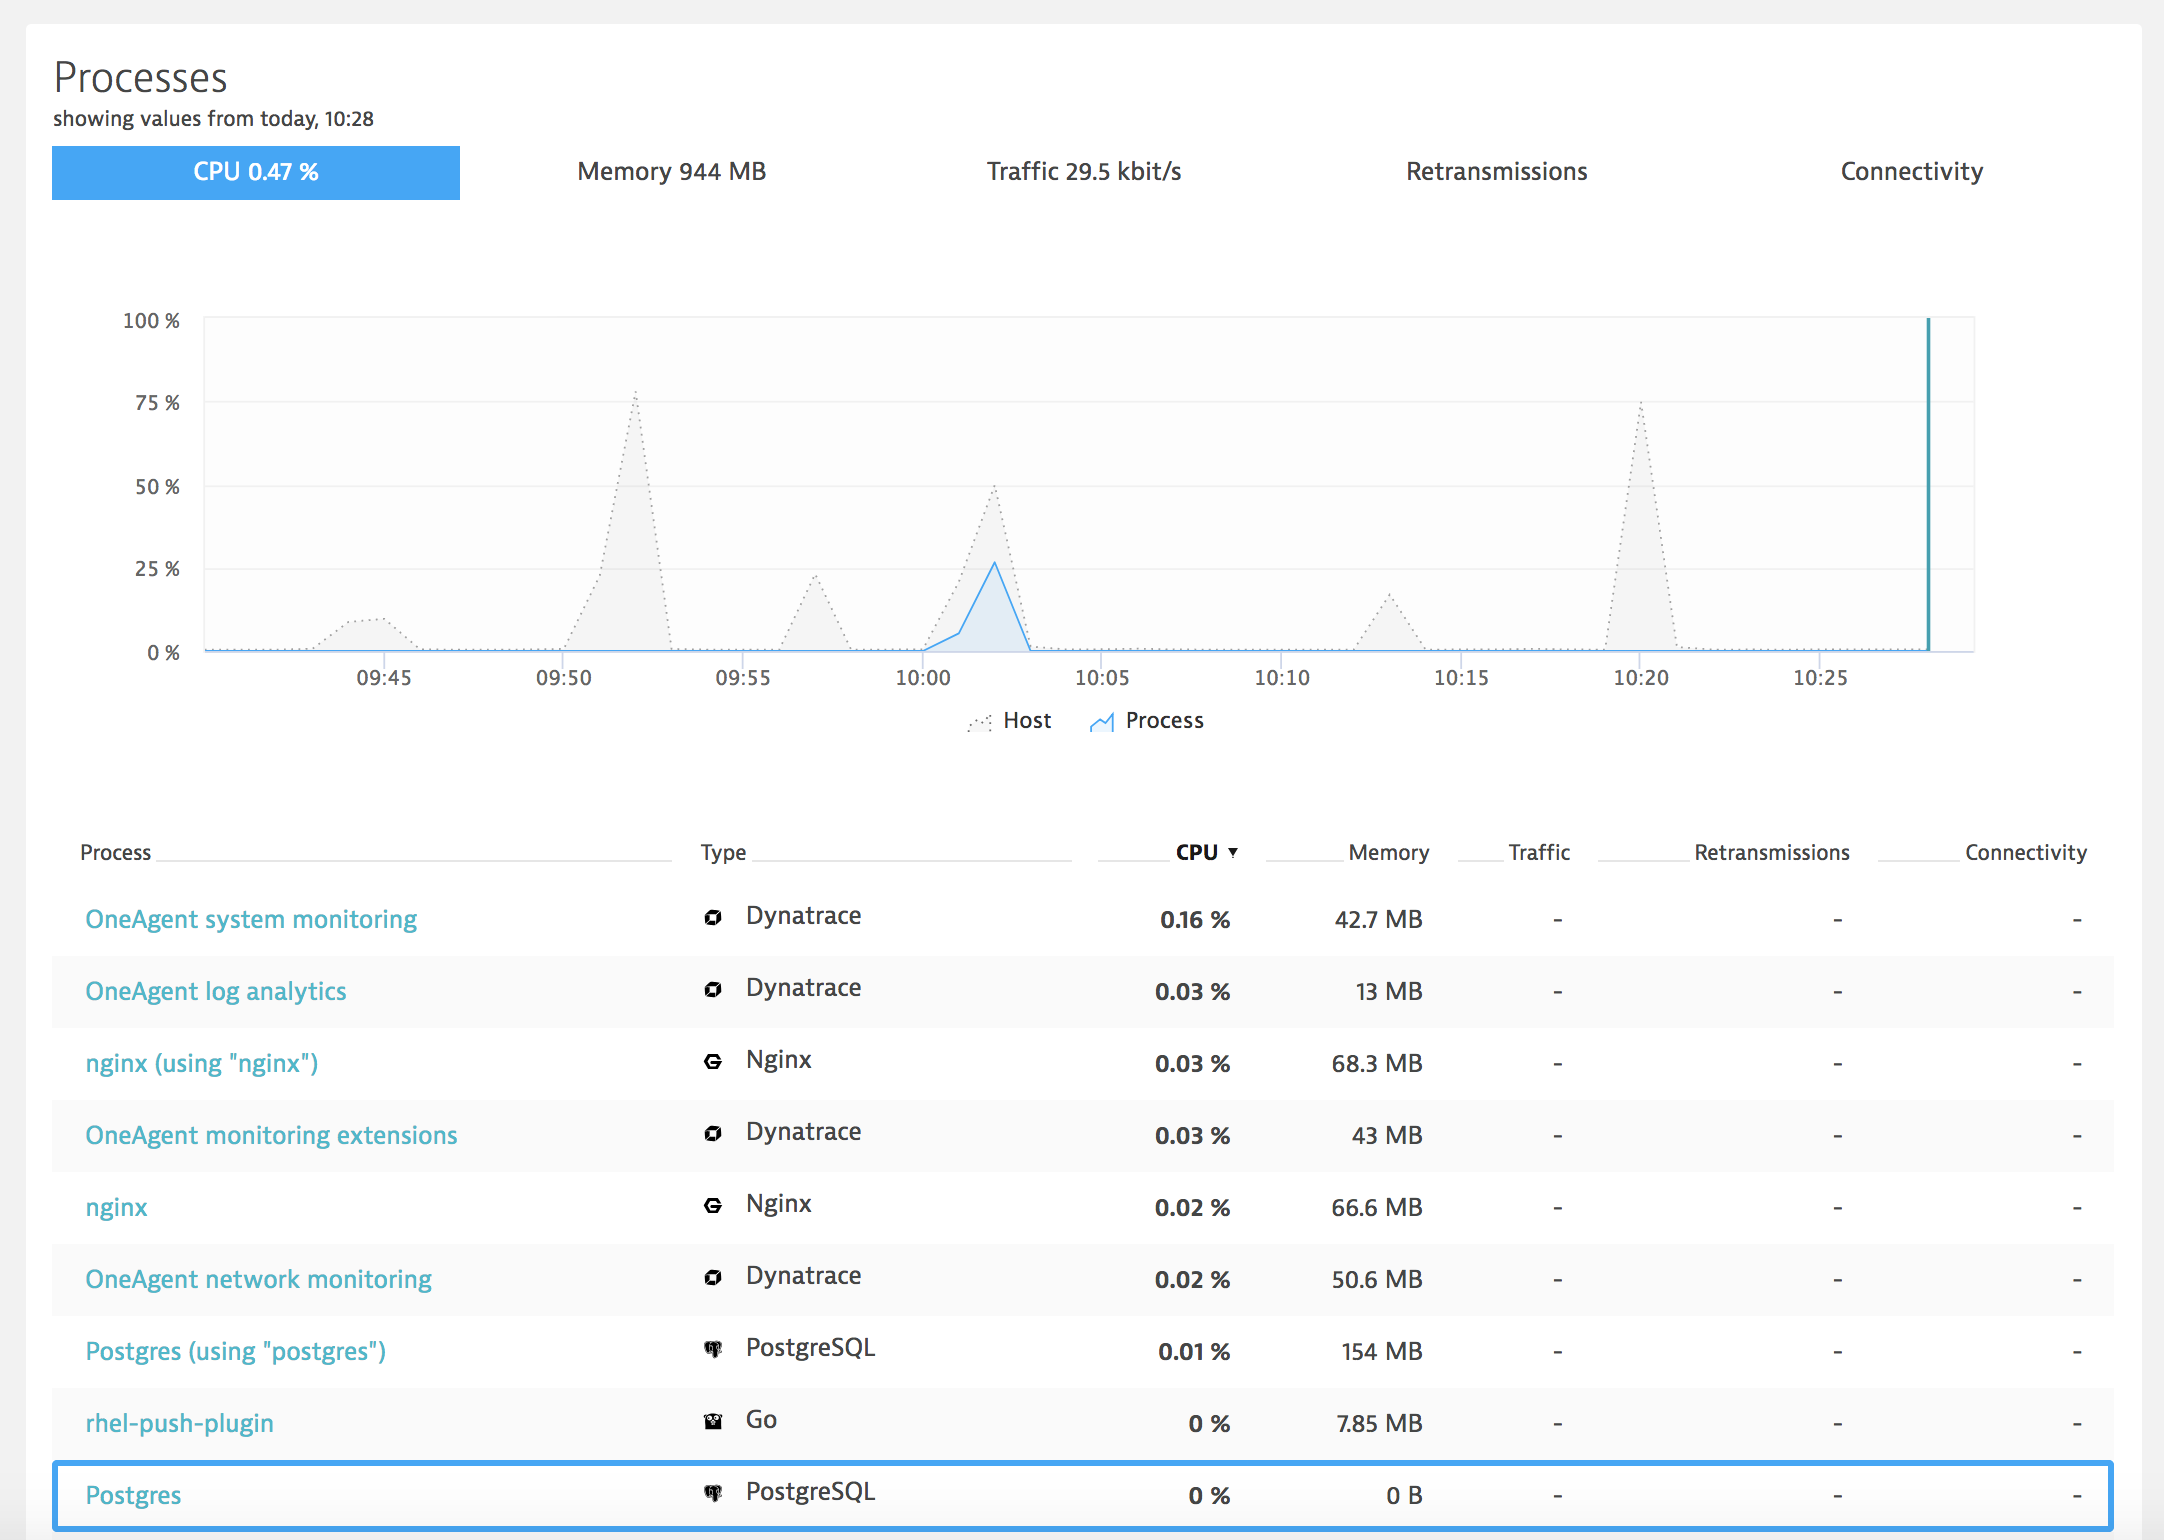 Processes
showing values from today, 10:28
CPU 0.47 % Memory 944 MB Traffic 29.5 kbit/s Retransmissions Connectivity
100 %
75 %
50 %
25 %
0 %
09:45 09:50 09:55 10:00 10:05 10:10 10:15 10:20 10:25
Host Process
Process Type CPU ▼ Memory Traffic Retransmissions Connectivity
OneAgent system monitoring Dynatrace 0.16 % 42.7 MB - - -
OneAgent log analytics Dynatrace 0.03 % 13 MB - - -
nginx (using "nginx") Nginx 0.03 % 68.3 MB - - -
OneAgent monitoring extensions Dynatrace 0.03 % 43 MB - - -
nginx Nginx 0.02 % 66.6 MB - - -
OneAgent network monitoring Dynatrace 0.02 % 50.6 MB - - -
Postgres (using "postgres") PostgreSQL 0.01 % 154 MB - - -
rhel-push-plugin Go 0 % 7.85 MB - - -
Postgres PostgreSQL 0 % 0 B - - -